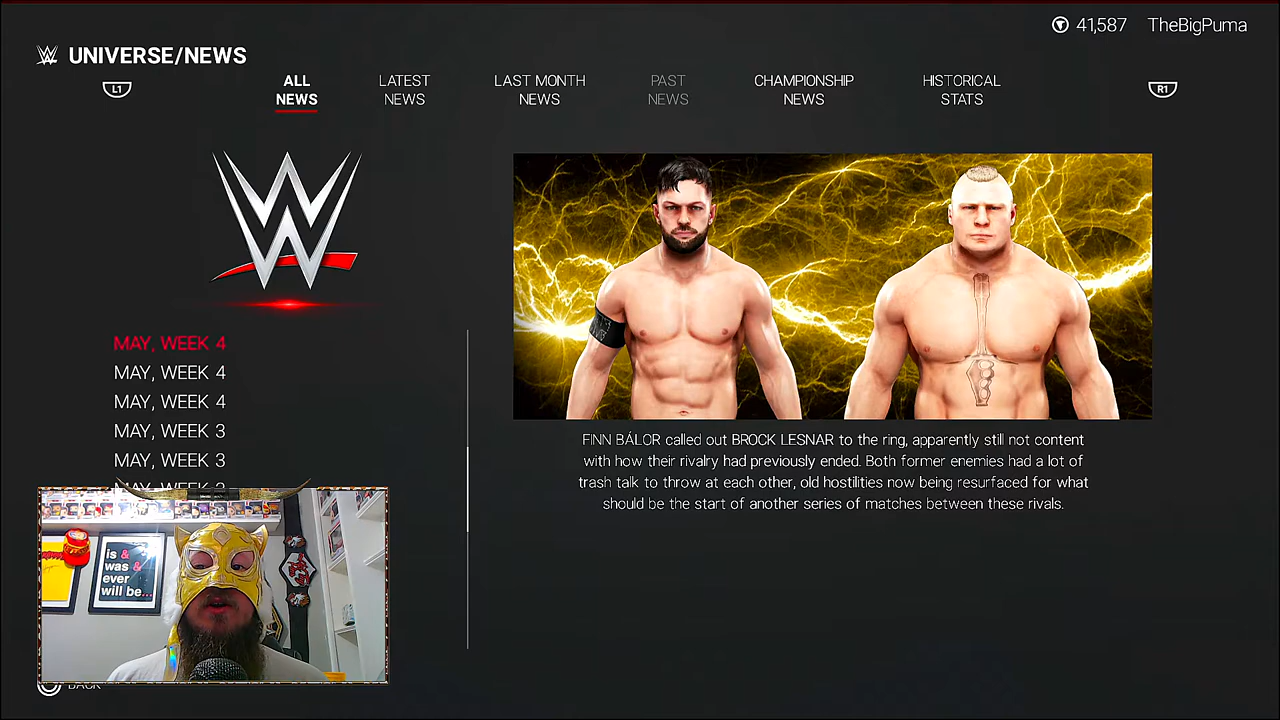 41,587 TheBigPuma
UNIVERSE/NEWS
L1
ALL NEWS
LATEST NEWS
LAST MONTH NEWS
PAST NEWS
CHAMPIONSHIP NEWS
HISTORICAL STATS
R1
MAY, WEEK 4
MAY, WEEK 4
MAY, WEEK 4
MAY, WEEK 3
MAY, WEEK 3
FINN BÁLOR called out BROCK LESNAR to the ring, apparently still not content
with how their rivalry had previously ended. Both former enemies had a lot of
trash talk to throw at each other, old hostilities now being resurfaced for what
should be the start of another series of matches between these rivals.
is &
was &
ever
will be...
BACK